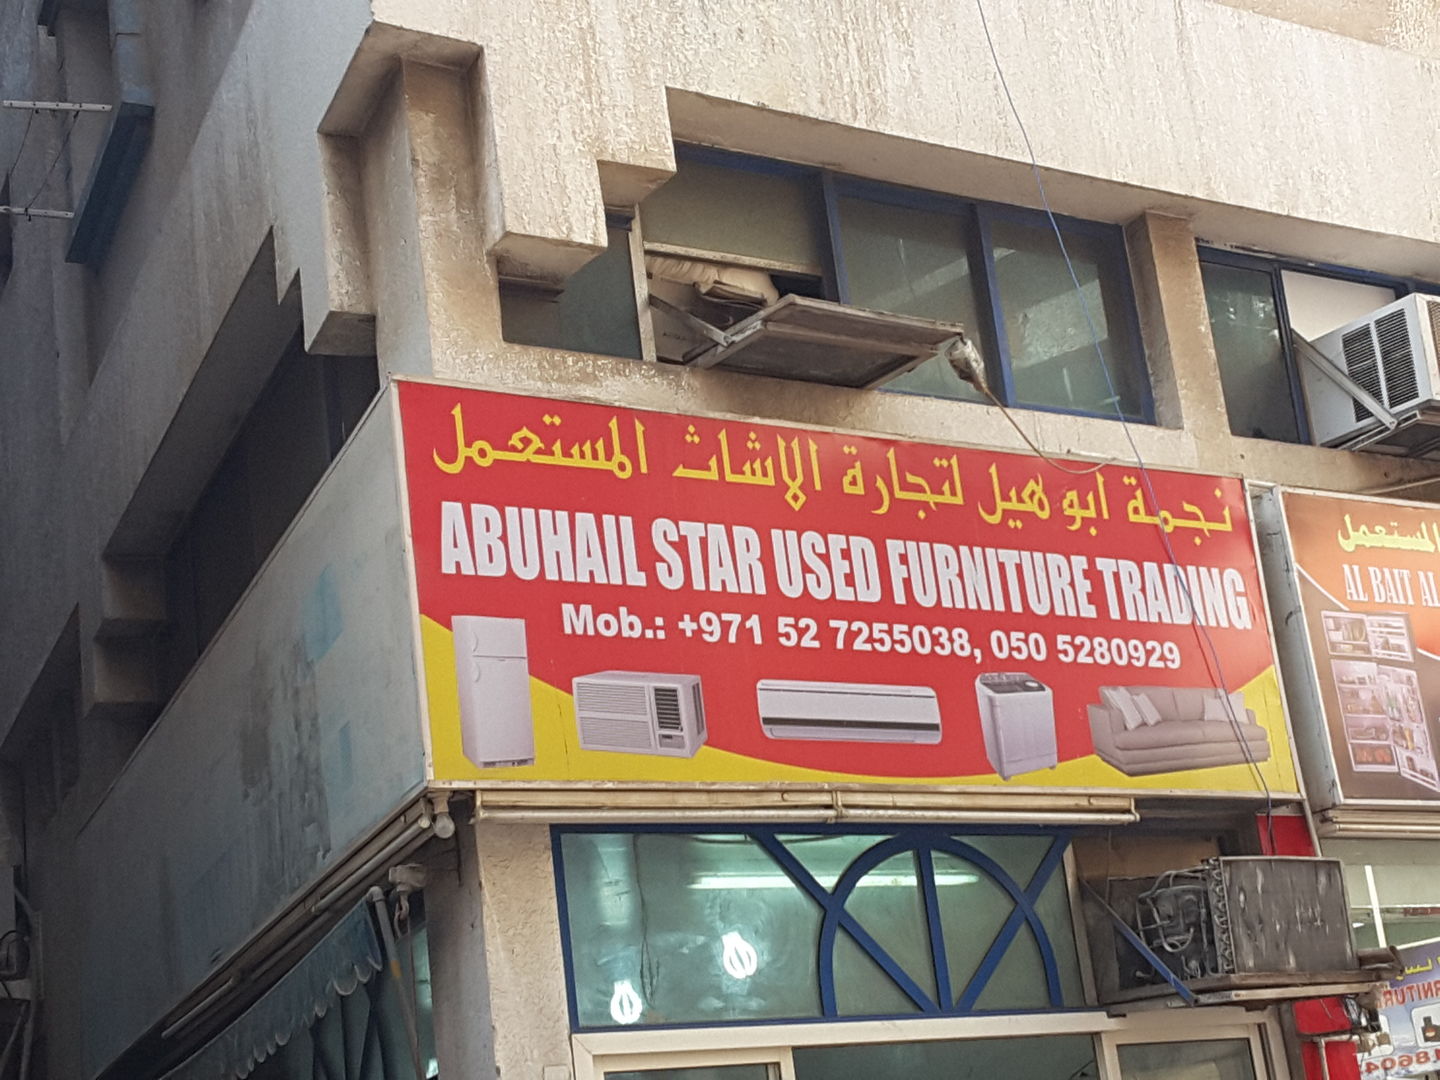 نجمة ابو هيل لتجارة الاشاث المستعمل
ABUHAIL STAR USED FURNITURE TRADING
Mob.: +971 52 7255038, 050 5280929
المستعمل
AL BAIT AL